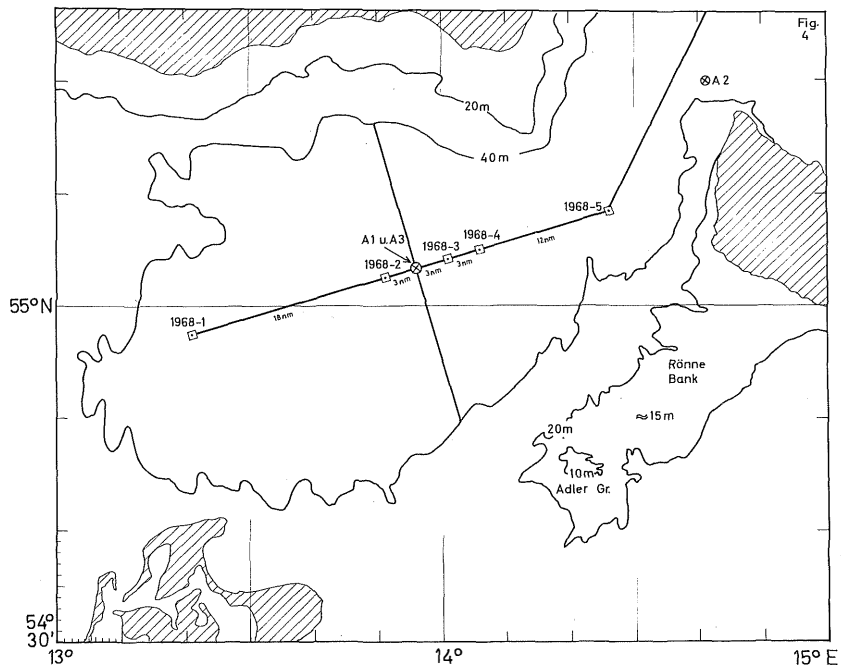 Fig.
4
A2
20m
40m
1968-5
A1 u.A3
1968-4
1968-3
12nm
1968-2
3nm
3nm
3nm
55°N
1968-1
18nm
Rönne
Bank
≈15m
20m
10m
Adler Gr.
54°
30'
13°
14°
15° E